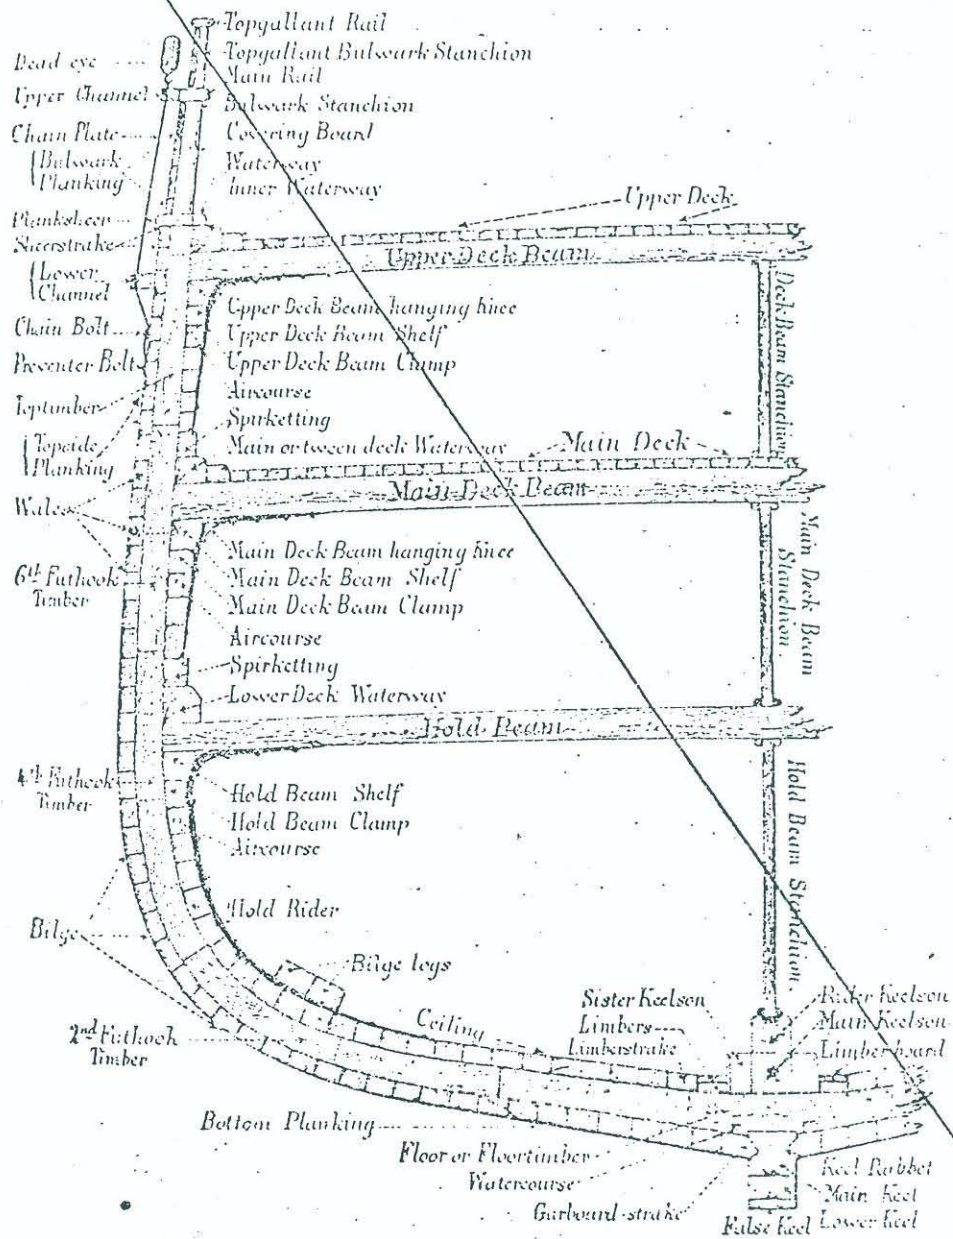 Topgallant Rail
Topgallant Bulwark Stanchion
Main Rail
Bulwark Stanchion
Covering Board
Waterway
Inner Waterway
Dead eye
Upper Channel
Chain Plate
Bulwark
Planking
Planksheer
Sheerstrake
Lower
Channel
Chain Bolt
Preventer Bolt
Toptimber
Topside
Planking
Wales
6th Futhook
Timber
4th Futhook
Timber
Bilge
2nd Futhook
Timber
Upper Deck
Upper Deck Beam
Upper Deck Beam hanging knee
Upper Deck Beam Shelf
Upper Deck Beam Clamp
Aircourse
Spirketting
Main or tween deck Waterway
Main Deck
Main Deck Beam
Main Deck Beam hanging knee
Main Deck Beam Shelf
Main Deck Beam Clamp
Aircourse
Spirketting
Lower Deck Waterway
Hold Beam
Hold Beam Shelf
Hold Beam Clamp
Aircourse
Hold Rider
Bilge logs
Ceiling
Deck Beam Stanchion
Main Deck Beam
Stanchion
Hold Beam Stanchion
Sister Keelson
Limbers
Limberstrake
Rider Keelson
Main Keelson
Limberboard
Bottom Planking
Floor or Floortimber
Watercourse
Garboard-strake
Keel Rabbet
Main Keel
Lower Keel
False Keel